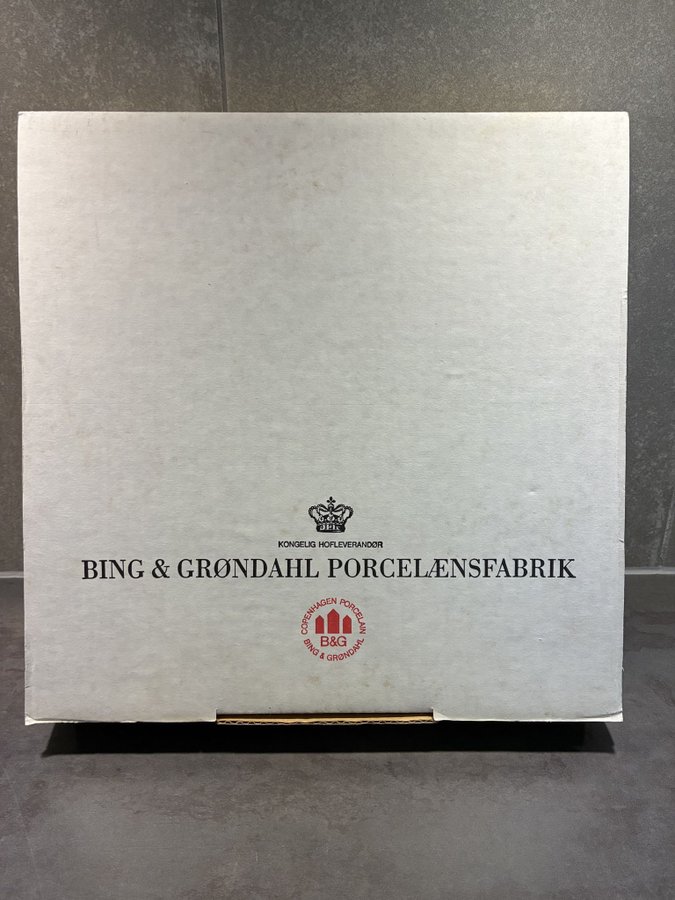 KONGELIG HOFLEVERANDØR
BING & GRØNDAHL PORCELÆNSFABRIK
COPENHAGEN PORCELAIN
B&G
BING & GRØNDAHL